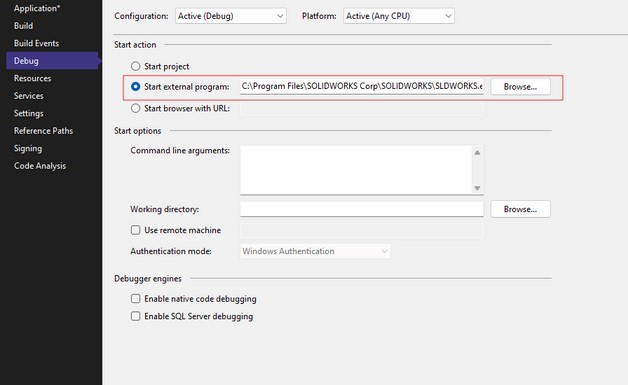 Application*
Build
Build Events
Debug
Resources
Services
Settings
Reference Paths
Signing
Code Analysis
Configuration: Active (Debug) Platform: Active (Any CPU)
Start action
Start project
Start external program: C:\Program Files\SOLIDWORKS Corp\SOLIDWORKS\SLDWORKS.e Browse...
Start browser with URL:
Start options
Command line arguments:
Working directory: Browse...
Use remote machine
Authentication mode: Windows Authentication
Debugger engines
Enable native code debugging
Enable SQL Server debugging